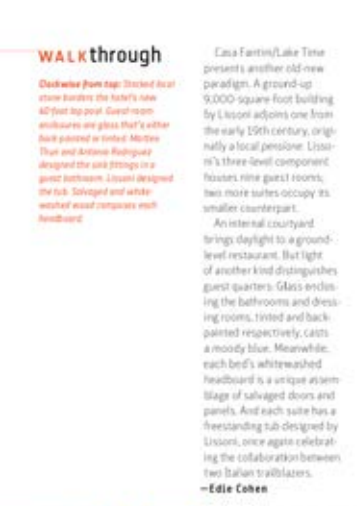 WALKthrough
Clockwise from top: Stacked local
stone borders the hotel's new
60-foot lap pool. Guest-room
enclosures are glass that's either
back-painted or tinted. Matteo
Thun and Antonio Rodriguez
designed the sink fittings in a
guest bathroom. Lissoni designed
the tub. Salvaged and white-
washed wood composes each
headboard.
Casa Fantini/Lake Time
presents another old-new
paradigm. A ground-up
9,000-square-foot building
by Lissoni adjoins one from
the early 19th century, origi-
nally a local pensione. Lisso-
ni's three-level component
houses nine guest rooms;
two more suites occupy its
smaller counterpart.
An internal courtyard
brings daylight to a ground-
level restaurant. But light
of another kind distinguishes
guest quarters: Glass enclos-
ing the bathrooms and dress-
ing rooms, tinted and back-
painted respectively, casts
a moody blue. Meanwhile,
each bed's whitewashed
headboard is a unique assem-
blage of salvaged doors and
panels. And each suite has a
freestanding tub designed by
Lissoni, once again celebrat-
ing the collaboration between
two Italian trailblazers.
—Edie Cohen